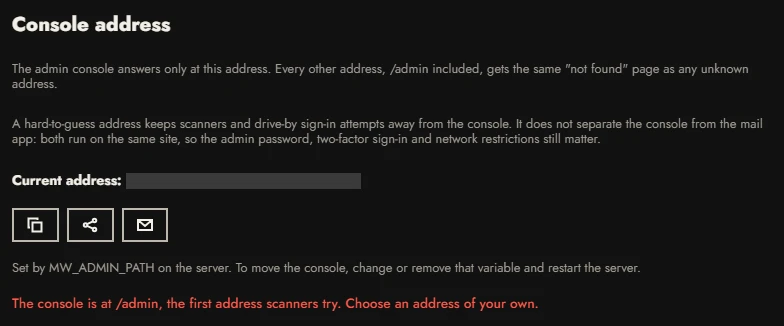 Console address
The admin console answers only at this address. Every other address, /admin included, gets the same "not found" page as any unknown
address.
A hard-to-guess address keeps scanners and drive-by sign-in attempts away from the console. It does not separate the console from the mail
app: both run on the same site, so the admin password, two-factor sign-in and network restrictions still matter.
Current address:
Set by MW_ADMIN_PATH on the server. To move the console, change or remove that variable and restart the server.
The console is at /admin, the first address scanners try. Choose an address of your own.